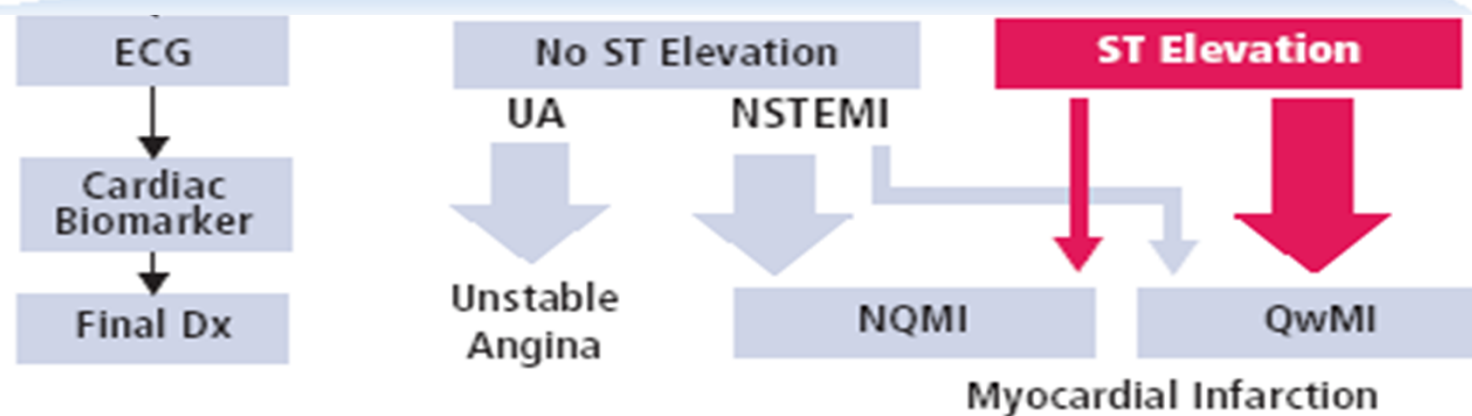 ECG
No ST Elevation
ST Elevation
UA
NSTEMI
Cardiac
Biomarker
Final Dx
Unstable
Angina
NQMI
QwMI
Myocardial Infarction